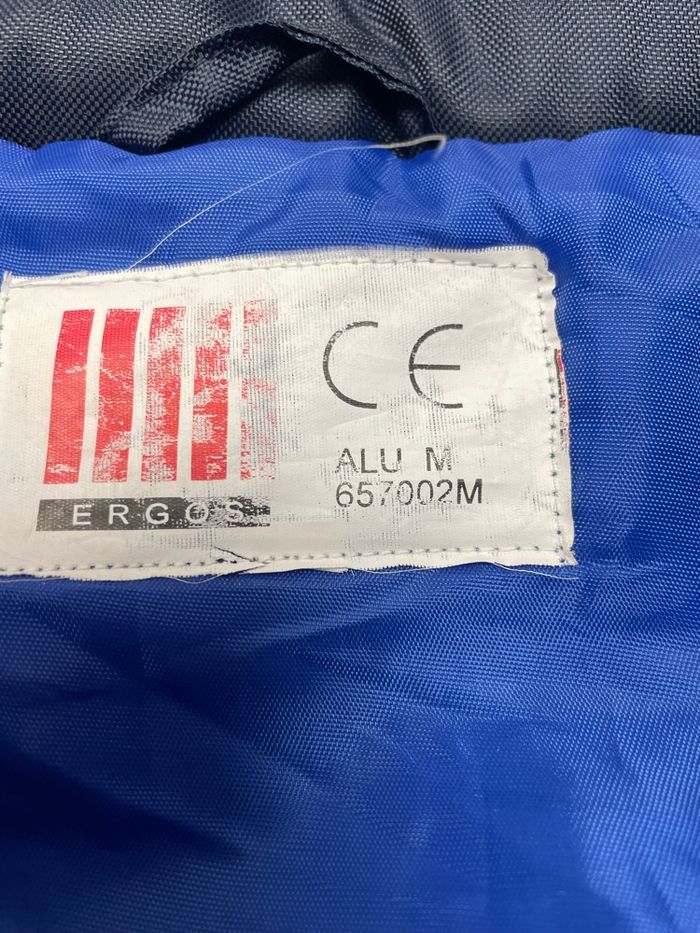 CE
ALU M
657002M
ERGOS